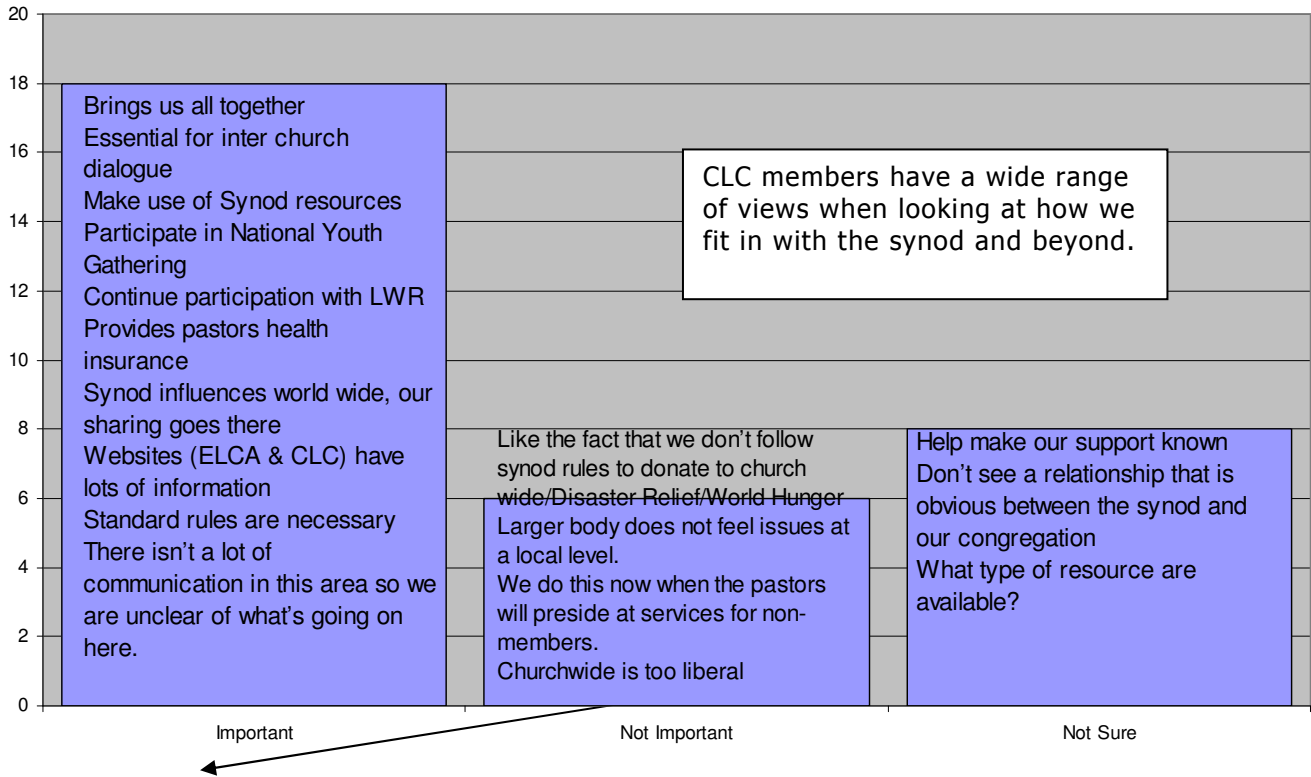 20
18
16
14
12
10
8
6
4
2
0
Brings us all together
Essential for inter church
dialogue
Make use of Synod resources
Participate in National Youth
Gathering
Continue participation with LWR
Provides pastors health
insurance
Synod influences world wide, our
sharing goes there
Websites (ELCA & CLC) have
lots of information
Standard rules are necessary
There isn't a lot of
communication in this area so we
are unclear of what's going on
here.
CLC members have a wide range
of views when looking at how we
fit in with the synod and beyond.
Like the fact that we don't follow
synod rules to donate to church
wide/Disaster Relief/World Hunger
Larger body does not feel issues at
a local level.
We do this now when the pastors
will preside at services for non-
members.
Churchwide is too liberal
Help make our support known
Don't see a relationship that is
obvious between the synod and
our congregation
What type of resource are
available?
Important
Not Important
Not Sure